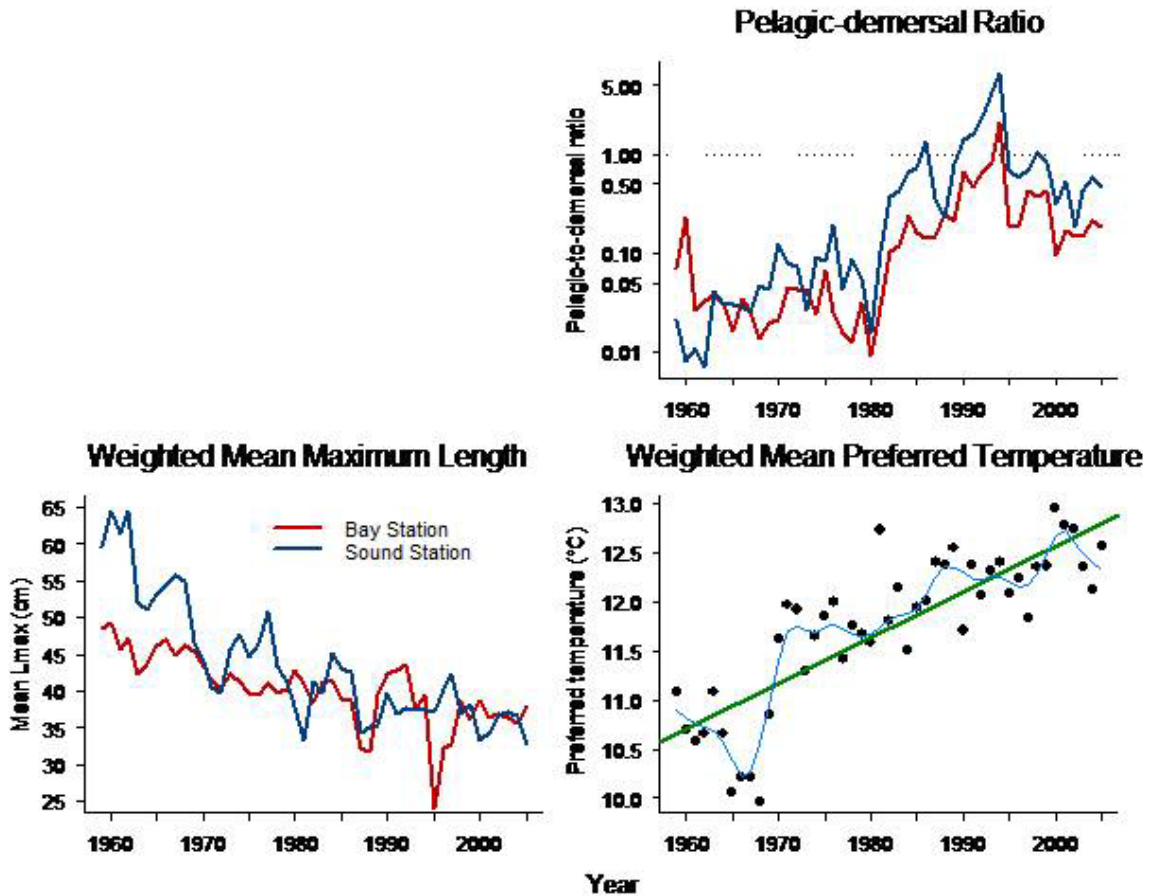 Pelagic-demersal Ratio
Pelagic-to-demersal ratio
5.00
1.00
0.50
0.10
0.05
0.01
1960 1970 1980 1990 2000
Weighted Mean Maximum Length
Mean Lmax (cm)
65
60
55
50
45
40
35
30
25
Bay Station
Sound Station
1960 1970 1980 1990 2000
Weighted Mean Preferred Temperature
Preferred temperature (°C)
13.0
12.5
12.0
11.5
11.0
10.5
10.0
1960 1970 1980 1990 2000
Year